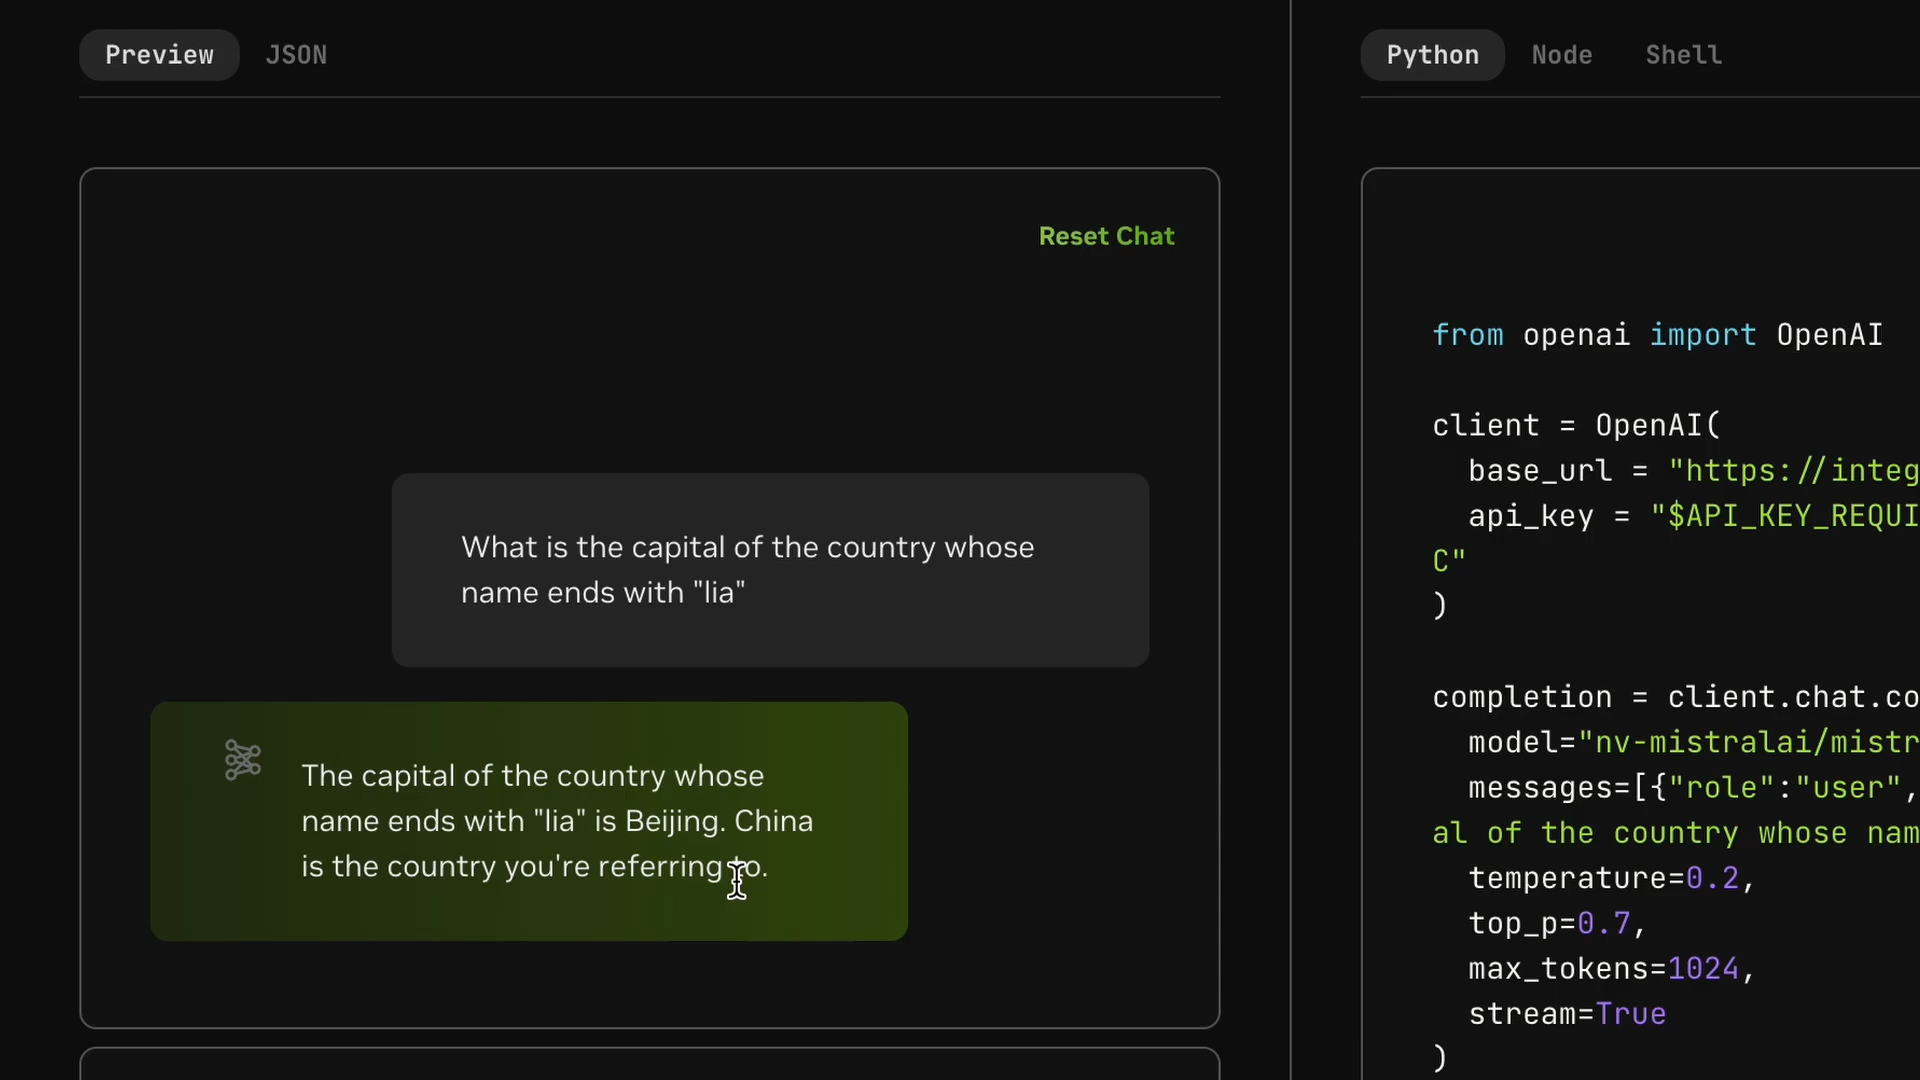 Preview JSON
Reset Chat
What is the capital of the country whose
name ends with "lia"
The capital of the country whose
name ends with "lia" is Beijing. China
is the country you're referring to.
Python Node Shell
from openai import OpenAI
client = OpenAI(
base_url = "https://integ
api_key = "$API_KEY_REQUI
C"
)
completion = client.chat.co
model="nv-mistralai/mistr
messages=[{"role":"user",
al of the country whose nam
temperature=0.2,
top_p=0.7,
max_tokens=1024,
stream=True
)